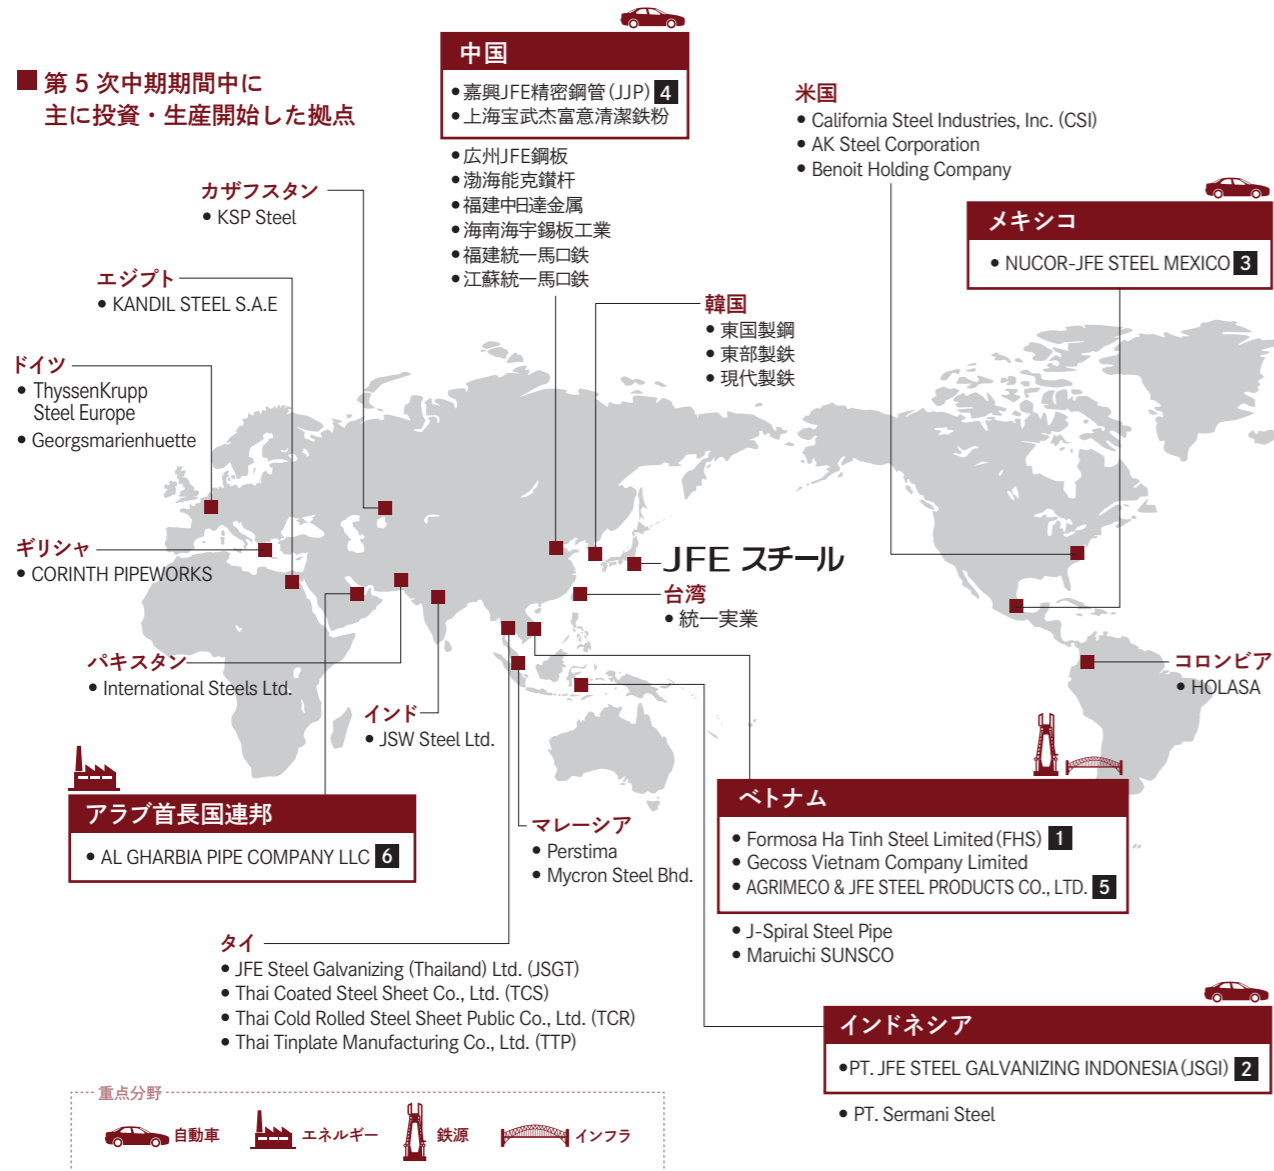 ■ 第 5 次中期期間中に
主に投資・生産開始した拠点
中国
● 嘉興JFE精密鋼管(JJP) 4
● 上海宝武杰富意清潔鉄粉
● 広州JFE鋼板
● 渤海能克鑚杆
● 福建中日達金属
● 海南海宇錫板工業
● 福建統一馬口鉄
● 江蘇統一馬口鉄
米国
● California Steel Industries, Inc. (CSI)
● AK Steel Corporation
● Benoit Holding Company
メキシコ
● NUCOR-JFE STEEL MEXICO 3
カザフスタン
● KSP Steel
エジプト
● KANDIL STEEL S.A.E
韓国
● 東国製鋼
● 東部製鉄
● 現代製鉄
ドイツ
● ThyssenKrupp
Steel Europe
● Georgsmarienhuette
ギリシャ
● CORINTH PIPEWORKS
JFE スチール
台湾
● 統一実業
パキスタン
● International Steels Ltd.
インド
● JSW Steel Ltd.
コロンビア
● HOLASA
アラブ首長国連邦
● AL GHARBIA PIPE COMPANY LLC 6
マレーシア
● Perstima
● Mycron Steel Bhd.
ベトナム
● Formosa Ha Tinh Steel Limited (FHS) 1
● Gecoss Vietnam Company Limited
● AGRIMECO & JFE STEEL PRODUCTS CO., LTD. 5
● J-Spiral Steel Pipe
● Maruichi SUNSCO
タイ
● JFE Steel Galvanizing (Thailand) Ltd. (JSGT)
● Thai Coated Steel Sheet Co., Ltd. (TCS)
● Thai Cold Rolled Steel Sheet Public Co., Ltd. (TCR)
● Thai Tinplate Manufacturing Co., Ltd. (TTP)
インドネシア
●PT. JFE STEEL GALVANIZING INDONESIA (JSGI) 2
● PT. Sermani Steel
重点分野
自動車 エネルギー 鉄源 インフラ